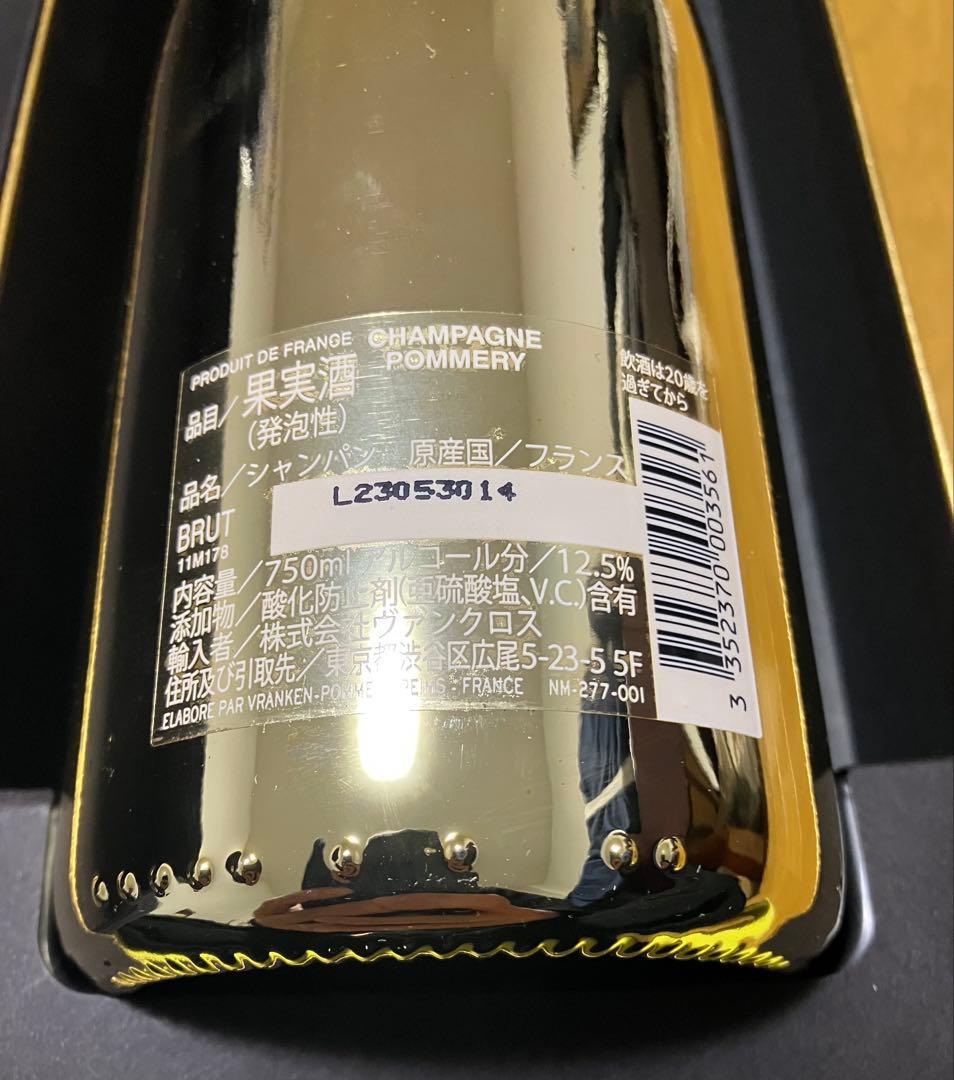 PRODUIT DE FRANCE CHAMPAGNE
POMMERY
飲酒は20歳を
過ぎてから
品目／果実酒
(発泡性)
品名／シャンパン 原産国／フランス
L23053014
BRUT
11M178
内容量／750ml アルコール分／12.5%
添加物／酸化防止剤(亜硫酸塩、V.C.)含有
輸入者／株式会社ヴァンクロス
住所及び引取先／東京都渋谷区広尾5-23-5 5F
ELABORÉ PAR VRANKEN-POMMERY REIMS - FRANCE NM-277-001
3 352370 003561